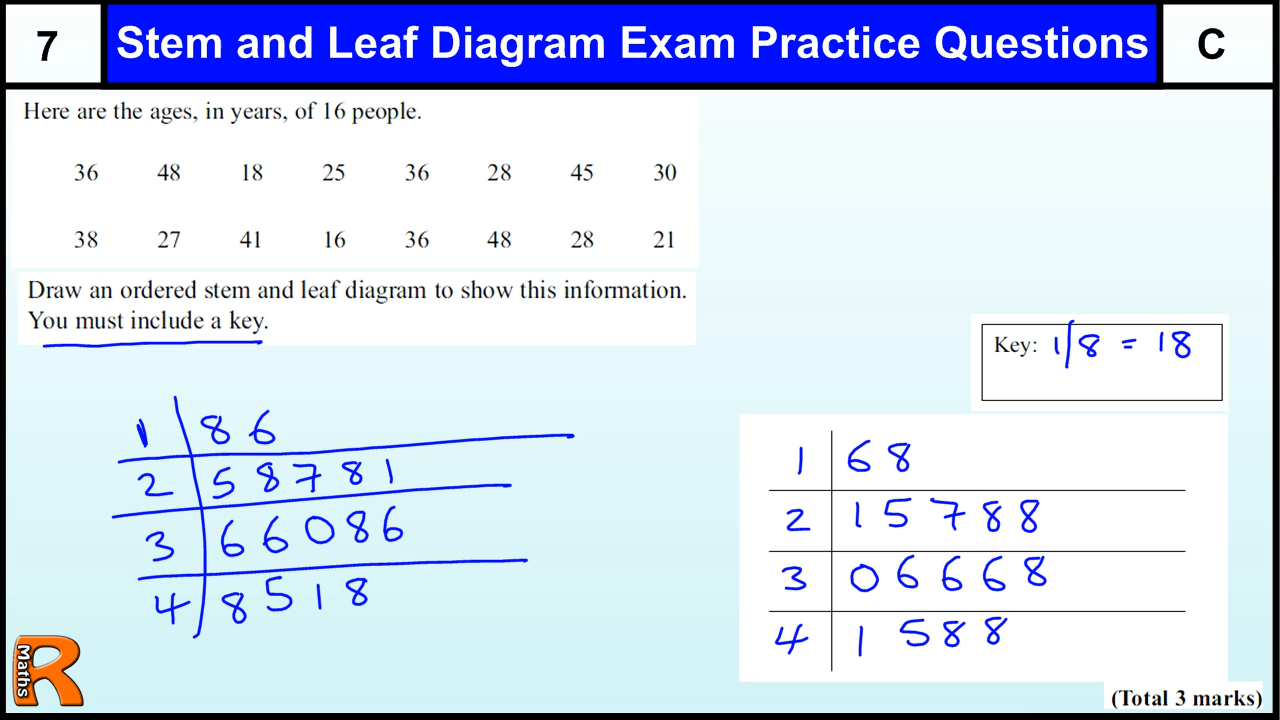 7
Stem and Leaf Diagram Exam Practice Questions
C
Here are the ages, in years, of 16 people.
36 48 18 25 36 28 45 30
38 27 41 16 36 48 28 21
Draw an ordered stem and leaf diagram to show this information.
You must include a key.
Key: 1|8 = 18
1 | 8 6
2 | 5 8 7 8 1
3 | 6 6 0 8 6
4 | 8 5 1 8
1 | 6 8
2 | 1 5 7 8 8
3 | 0 6 6 6 8
4 | 1 5 8 8
R Maths
(Total 3 marks)